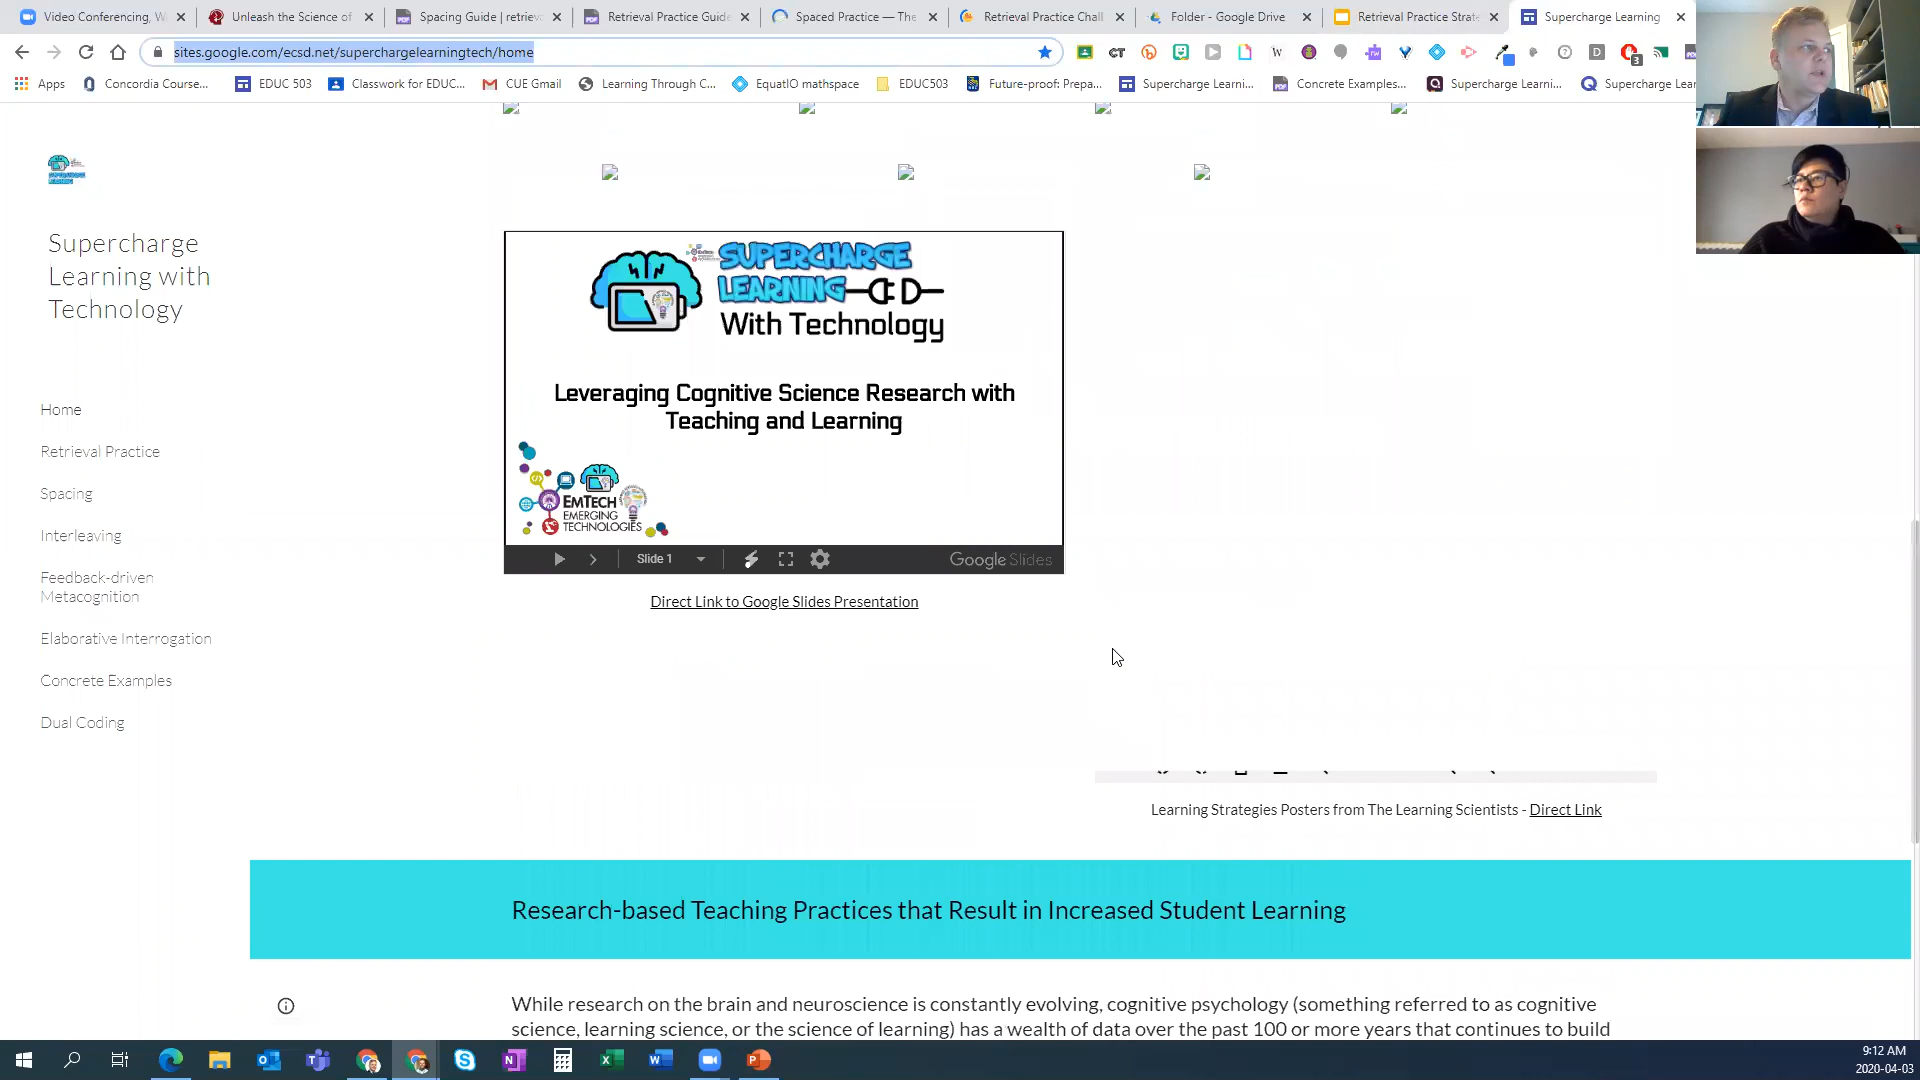 Video Conferencing, W
Unleash the Science of
Spacing Guide | retriev
Retrieval Practice Guide
Spaced Practice — The
Retrieval Practice Chall
Folder - Google Drive
Retrieval Practice Strat
Supercharge Learning
sites.google.com/ecsd.net/superchargelearningtech/home
Apps
Concordia Course...
EDUC 503
Classwork for EDUC...
CUE Gmail
Learning Through C...
EquatIO mathspace
EDUC503
Future-proof: Prepa...
Supercharge Learni...
Concrete Examples...
Supercharge Learni...
Supercharge Lear
Supercharge
Learning with
Technology
Home
Retrieval Practice
Spacing
Interleaving
Feedback-driven
Metacognition
Elaborative Interrogation
Concrete Examples
Dual Coding
SUPERCHARGE
LEARNING
With Technology
Leveraging Cognitive Science Research with
Teaching and Learning
EMTECH
EMERGING
TECHNOLOGIES
Slide 1
Google Slides
Direct Link to Google Slides Presentation
Learning Strategies Posters from The Learning Scientists - Direct Link
Research-based Teaching Practices that Result in Increased Student Learning
While research on the brain and neuroscience is constantly evolving, cognitive psychology (something referred to as cognitive
science, learning science, or the science of learning) has a wealth of data over the past 100 or more years that continues to build
9:12 AM
2020-04-03